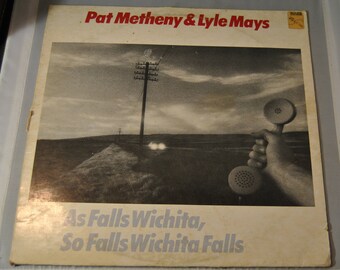 Pat Metheny & Lyle Mays
As Falls Wichita,
So Falls Wichita Falls